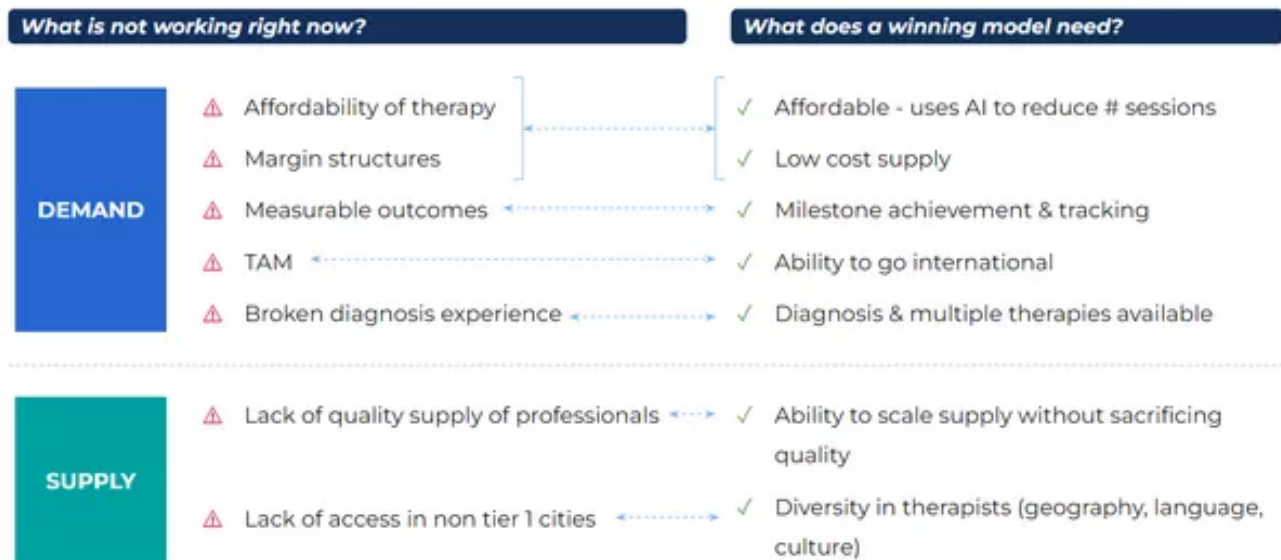 What is not working right now?
What does a winning model need?
DEMAND
Affordability of therapy
Affordable - uses AI to reduce # sessions
Margin structures
Low cost supply
Measurable outcomes
Milestone achievement & tracking
TAM
Ability to go international
Broken diagnosis experience
Diagnosis & multiple therapies available
SUPPLY
Lack of quality supply of professionals
Ability to scale supply without sacrificing
quality
Lack of access in non tier 1 cities
Diversity in therapists (geography, language,
culture)